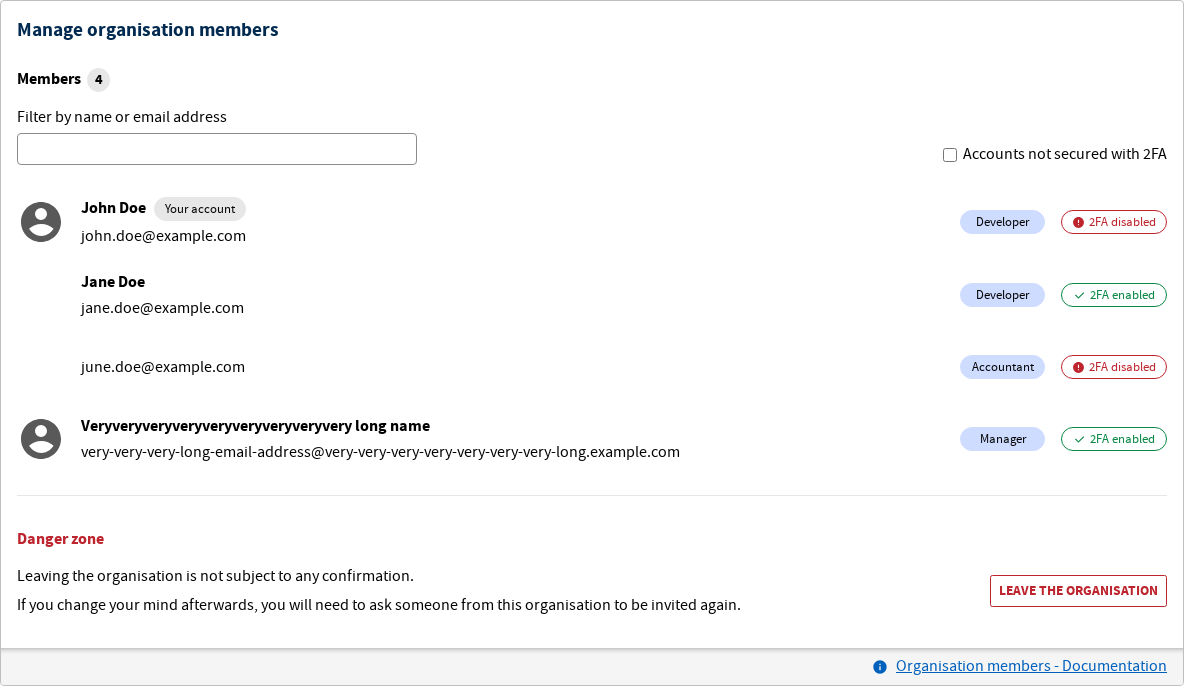 Manage organisation members
Members 4
Filter by name or email address
Accounts not secured with 2FA
John Doe Your account
john.doe@example.com
Developer 2FA disabled
Jane Doe
jane.doe@example.com
Developer 2FA enabled
june.doe@example.com
Accountant 2FA disabled
Veryveryveryveryveryveryveryvery long name
very-very-very-long-email-address@very-very-very-very-very-very-very-long.example.com
Manager 2FA enabled
Danger zone
Leaving the organisation is not subject to any confirmation.
If you change your mind afterwards, you will need to ask someone from this organisation to be invited again.
LEAVE THE ORGANISATION
Organisation members - Documentation